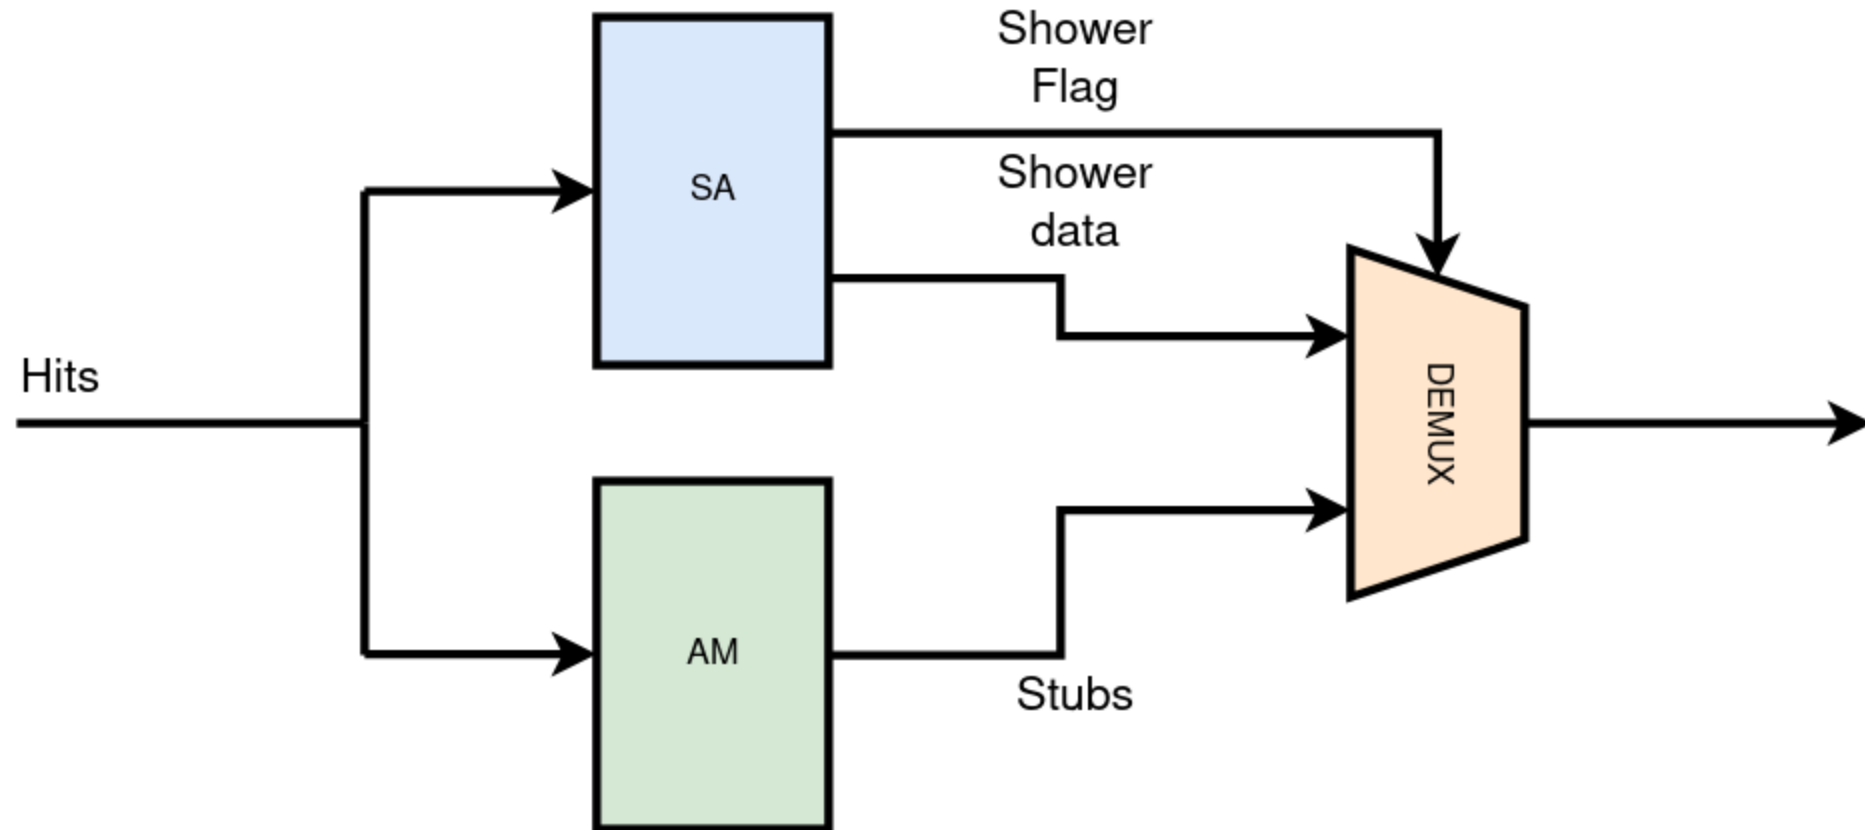 Shower
Flag
SA
Shower
data
Hits
DEMUX
AM
Stubs